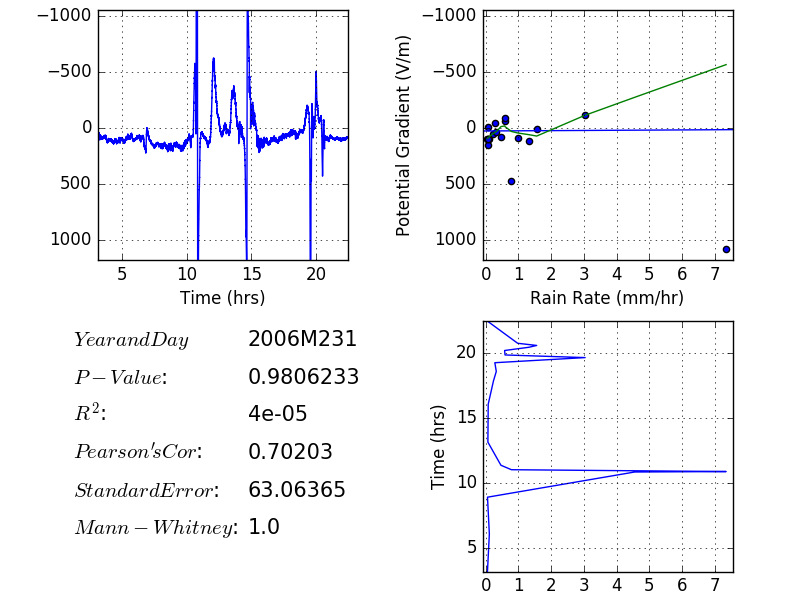 −1000
−500
0
500
1000
5 10 15 20
Time (hrs)
Potential Gradient (V/m)
−1000
−500
0
500
1000
0 1 2 3 4 5 6 7
Rain Rate (mm/hr)
YearandDay 2006M231
P−Value: 0.9806233
R²: 4e-05
Pearson'sCor: 0.70203
StandardError: 63.06365
Mann−Whitney: 1.0
Time (hrs)
20
15
10
5
0 1 2 3 4 5 6 7